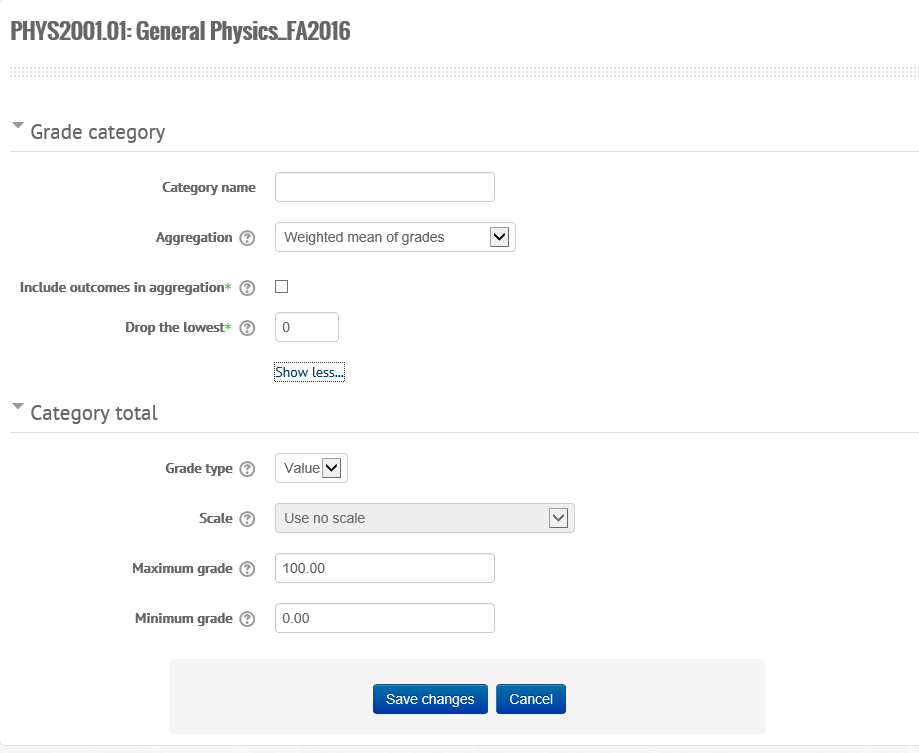 PHYS2001.01: General Physics_FA2016
Grade category
Category name
Aggregation ? Weighted mean of grades
Include outcomes in aggregation* ?
Drop the lowest* ? 0
Show less...
Category total
Grade type ? Value
Scale ? Use no scale
Maximum grade ? 100.00
Minimum grade ? 0.00
Save changes Cancel